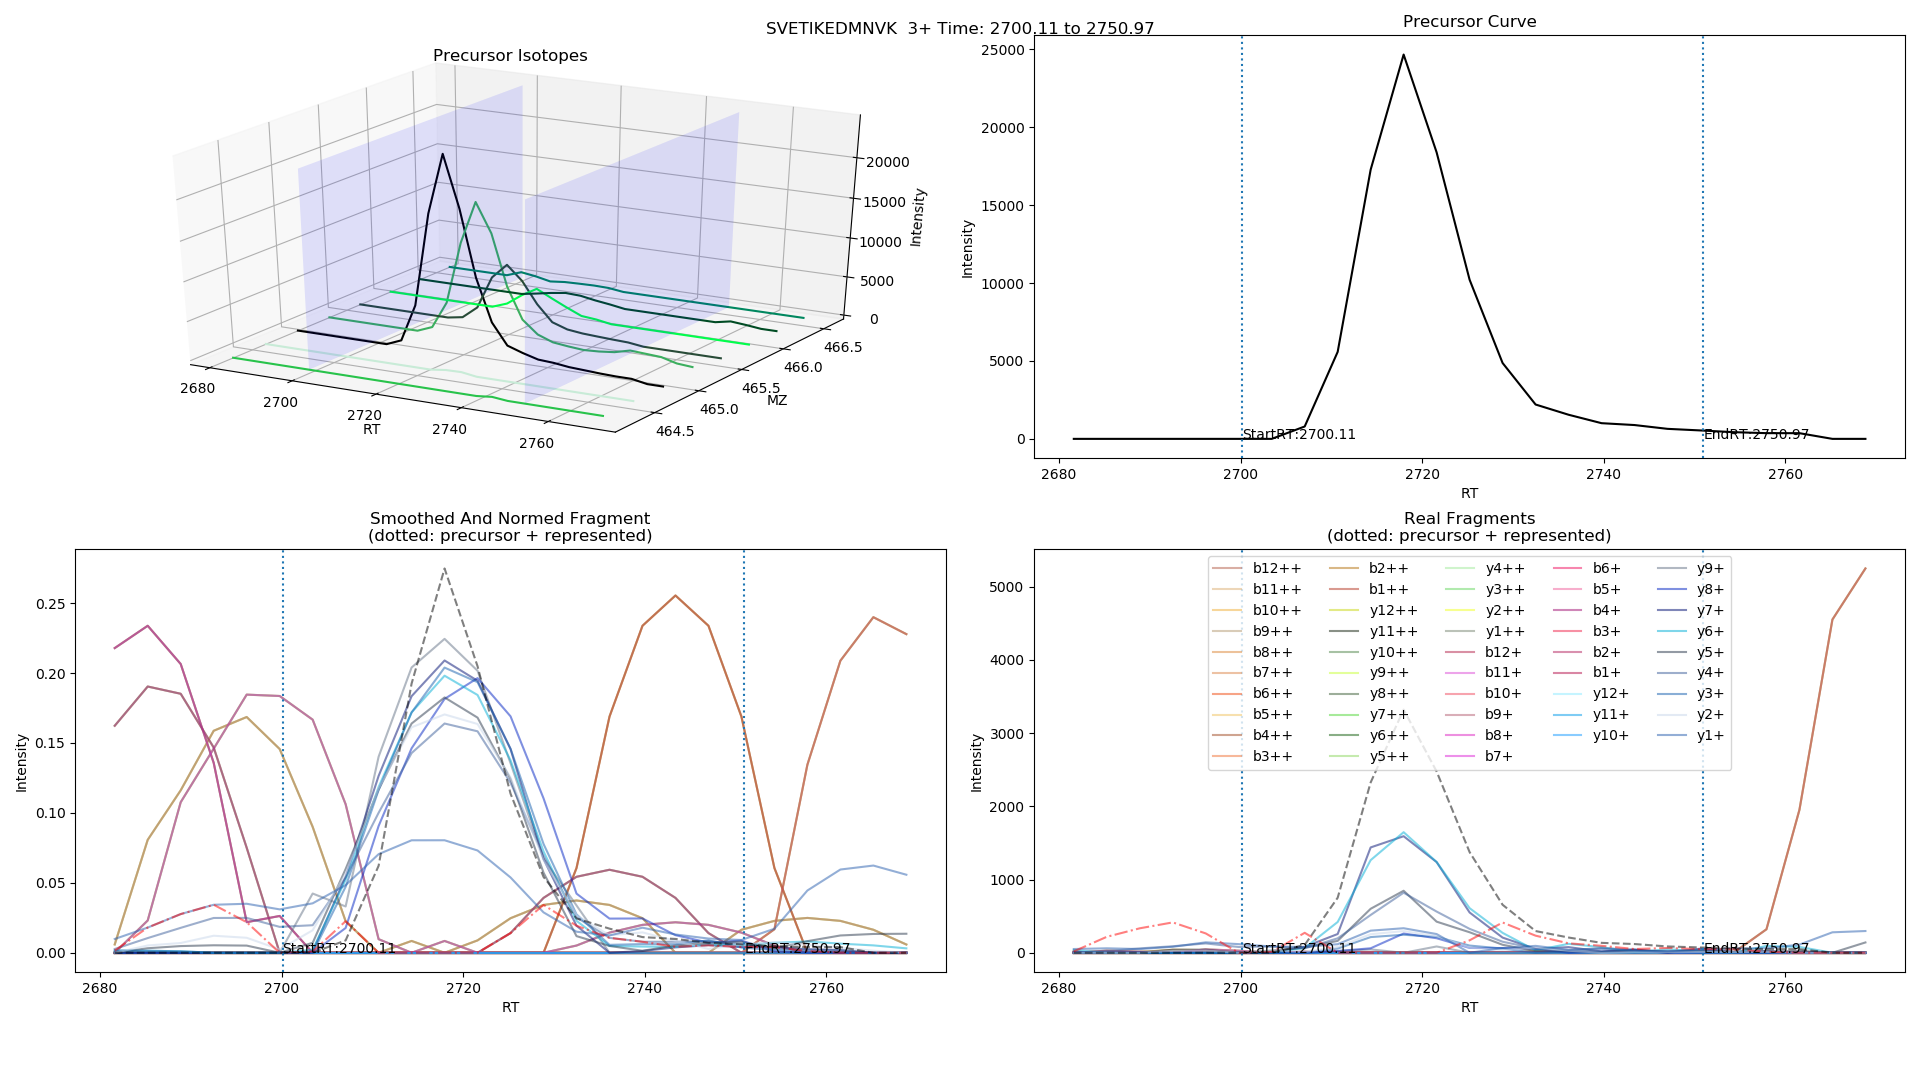 SVETIKEDMNVK  3+ Time: 2700.11 to 2750.97
Precursor Isotopes
20000
15000
10000
5000
0
Intensity
2680
2700
2720
2740
2760
RT
464.5
465.0
465.5
466.0
466.5
MZ
Precursor Curve
25000
20000
15000
10000
5000
0
Intensity
StartRT:2700.11
EndRT:2750.97
2680
2700
2720
2740
2760
RT
Smoothed And Normed Fragment
(dotted: precursor + represented)
0.25
0.20
0.15
0.10
0.05
0.00
Intensity
StartRT:2700.11
EndRT:2750.97
2680
2700
2720
2740
2760
RT
Real Fragments
(dotted: precursor + represented)
5000
4000
3000
2000
1000
0
Intensity
b12++
b11++
b10++
b9++
b8++
b7++
b6++
b5++
b4++
b3++
b2++
b1++
y12++
y11++
y10++
y9++
y8++
y7++
y6++
y5++
y4++
y3++
y2++
y1++
b12+
b11+
b10+
b9+
b8+
b7+
b6+
b5+
b4+
b3+
b2+
b1+
y12+
y11+
y10+
y9+
y8+
y7+
y6+
y5+
y4+
y3+
y2+
y1+
StartRT:2700.11
EndRT:2750.97
2680
2700
2720
2740
2760
RT